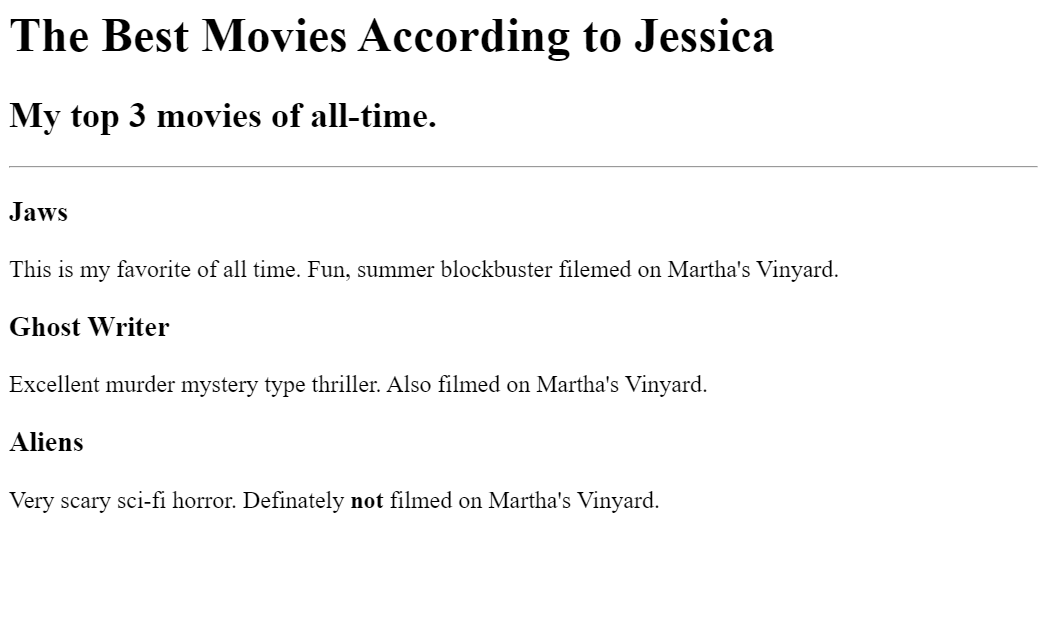 The Best Movies According to Jessica
My top 3 movies of all-time.
Jaws
This is my favorite of all time. Fun, summer blockbuster filemed on Martha's Vinyard.
Ghost Writer
Excellent murder mystery type thriller. Also filmed on Martha's Vinyard.
Aliens
Very scary sci-fi horror. Definately not filmed on Martha's Vinyard.